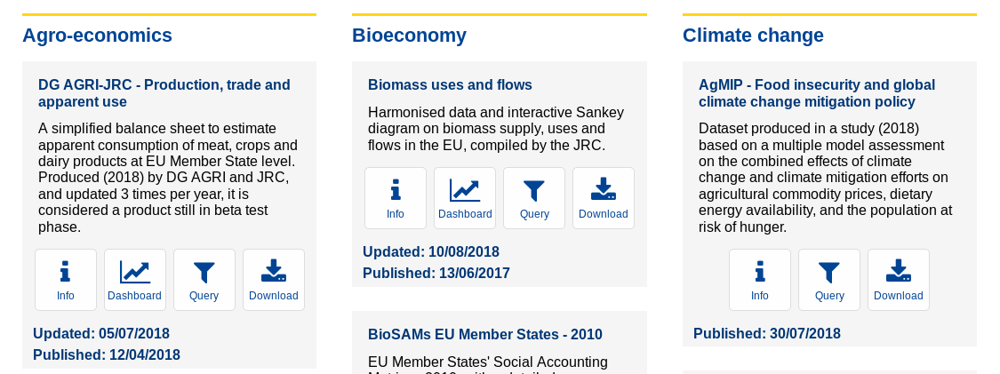 Agro-economics
DG AGRI-JRC - Production, trade and
apparent use
A simplified balance sheet to estimate
apparent consumption of meat, crops and
dairy products at EU Member State level.
Produced (2018) by DG AGRI and JRC,
and updated 3 times per year, it is
considered a product still in beta test
phase.
Info
Dashboard
Query
Download
Updated: 05/07/2018
Published: 12/04/2018
Bioeconomy
Biomass uses and flows
Harmonised data and interactive Sankey
diagram on biomass supply, uses and
flows in the EU, compiled by the JRC.
Info
Dashboard
Query
Download
Updated: 10/08/2018
Published: 13/06/2017
BioSAMs EU Member States - 2010
EU Member States' Social Accounting
Climate change
AgMIP - Food insecurity and global
climate change mitigation policy
Dataset produced in a study (2018)
based on a multiple model assessment
on the combined effects of climate
change and climate mitigation efforts on
agricultural commodity prices, dietary
energy availability, and the population at
risk of hunger.
Info
Query
Download
Published: 30/07/2018